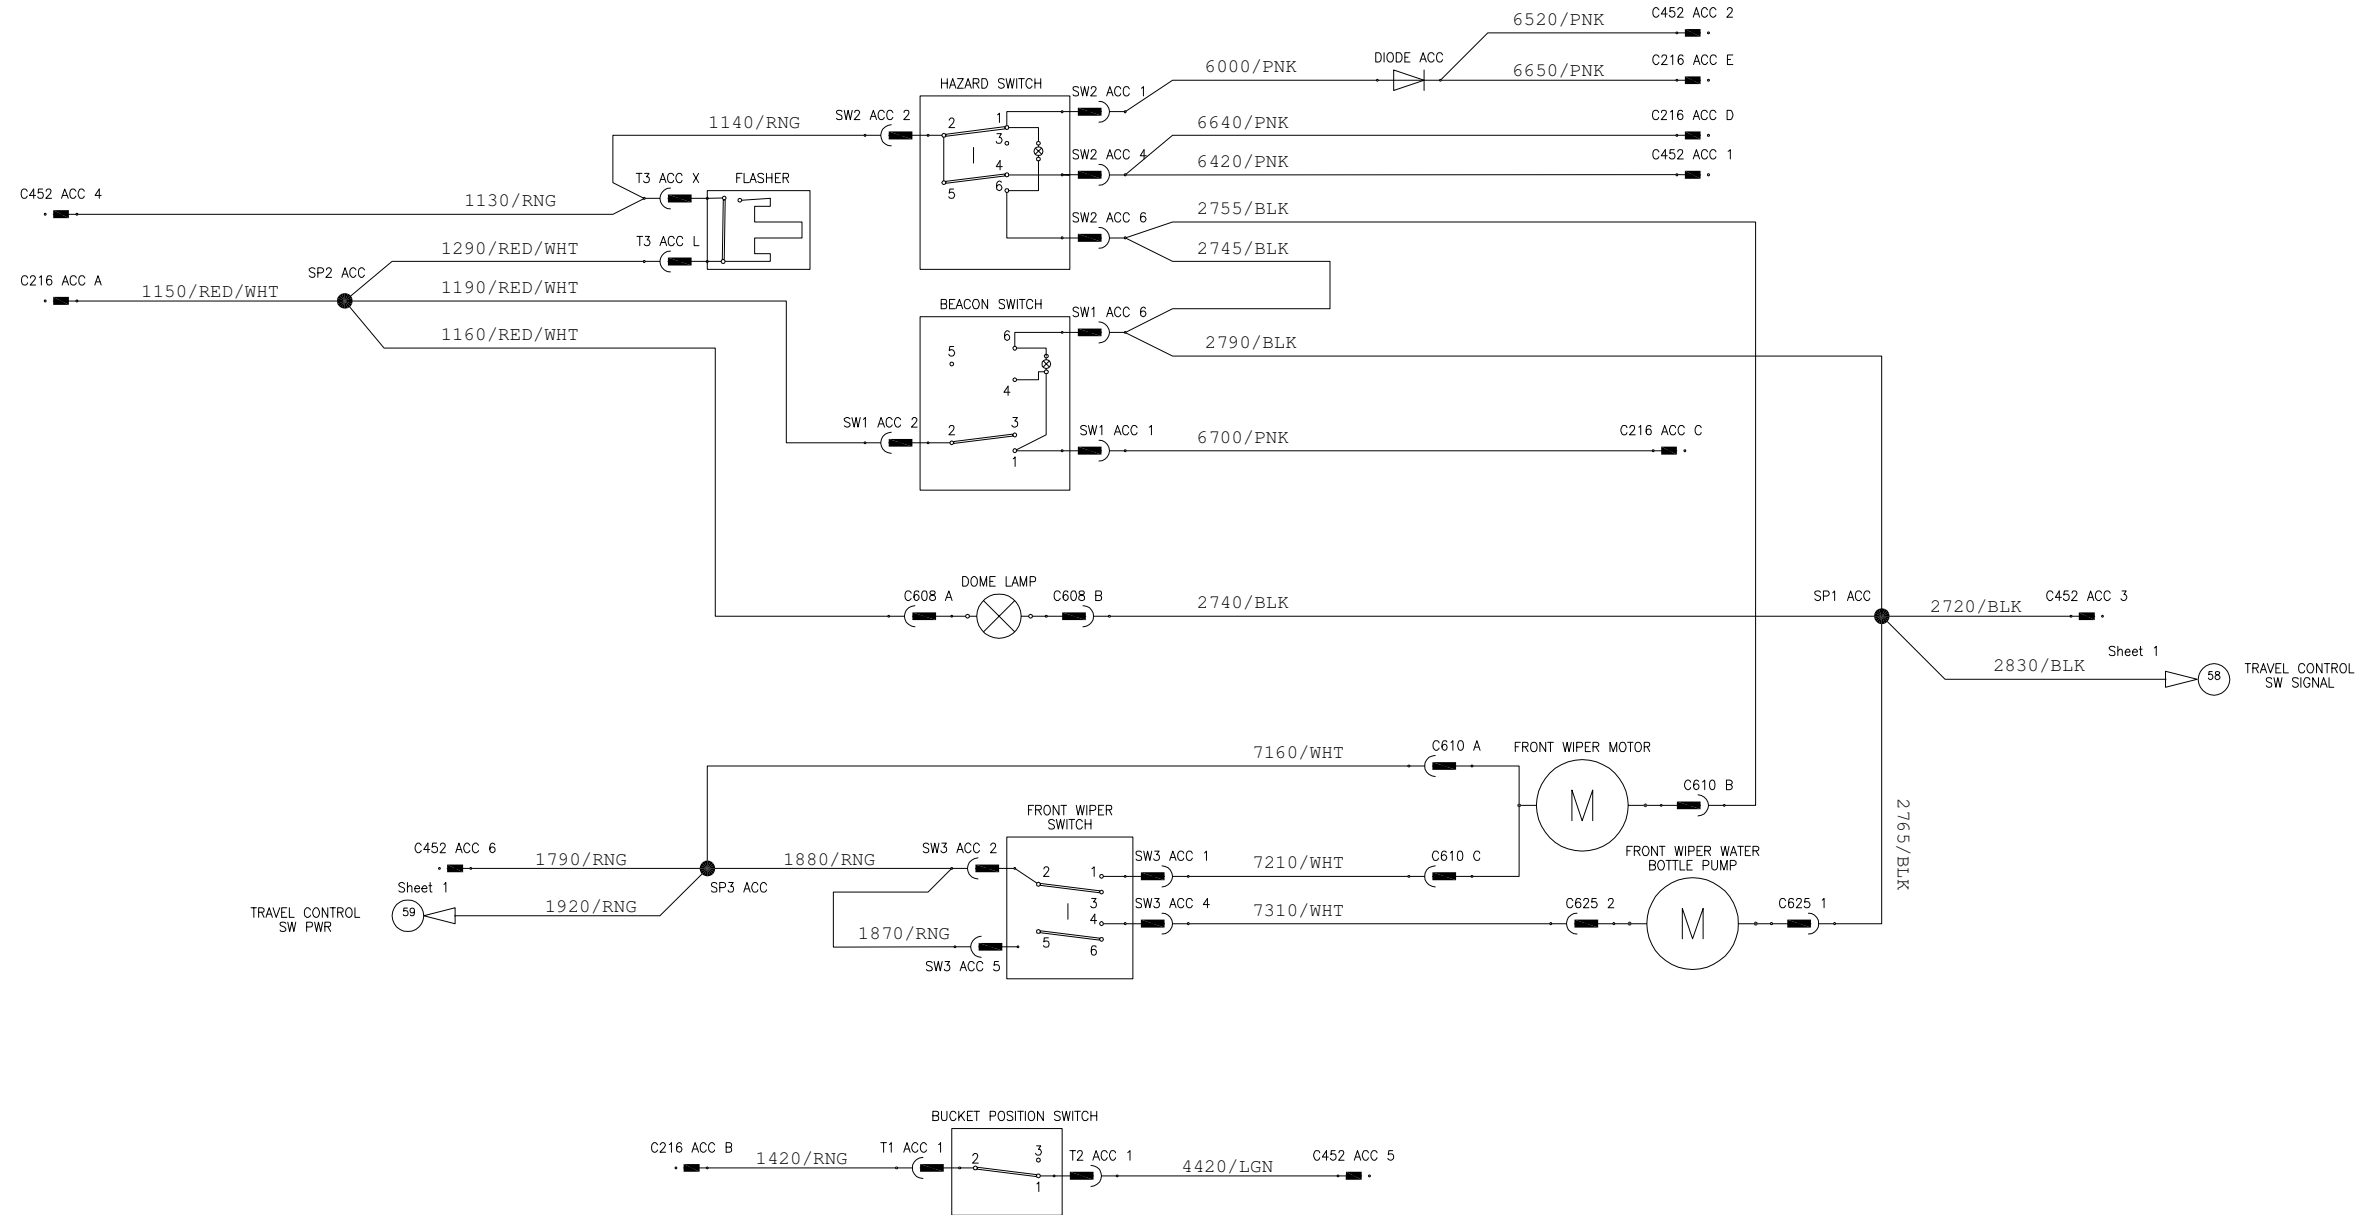 C452 ACC 2
6520/PNK
DIODE ACC
C216 ACC E
6000/PNK
6650/PNK
HAZARD SWITCH
SW2 ACC 1
SW2 ACC 2
C216 ACC D
1140/RNG
2
1
6640/PNK
3
SW2 ACC 4
C452 ACC 1
4
6420/PNK
T3 ACC X
FLASHER
5
6
C452 ACC 4
1130/RNG
SW2 ACC 6
2755/BLK
1290/RED/WHT
T3 ACC L
2745/BLK
SP2 ACC
C216 ACC A
1150/RED/WHT
1190/RED/WHT
BEACON SWITCH
SW1 ACC 6
1160/RED/WHT
6
2790/BLK
5
4
SW1 ACC 2
2
3
SW1 ACC 1
6700/PNK
C216 ACC C
1
DOME LAMP
C608 A
C608 B
2740/BLK
SP1 ACC
2720/BLK
C452 ACC 3
Sheet 1
2830/BLK
58
TRAVEL CONTROL
SW SIGNAL
7160/WHT
C610 A
FRONT WIPER MOTOR
M
C610 B
2765/BLK
FRONT WIPER
SWITCH
C452 ACC 6
1790/RNG
1880/RNG
SW3 ACC 2
SW3 ACC 1
7210/WHT
C610 C
FRONT WIPER WATER
BOTTLE PUMP
2
1
Sheet 1
SP3 ACC
TRAVEL CONTROL
SW PWR
59
1920/RNG
3
SW3 ACC 4
7310/WHT
C625 2
M
C625 1
4
1870/RNG
5
6
SW3 ACC 5
BUCKET POSITION SWITCH
C216 ACC B
1420/RNG
T1 ACC 1
2
3
T2 ACC 1
4420/LGN
C452 ACC 5
1